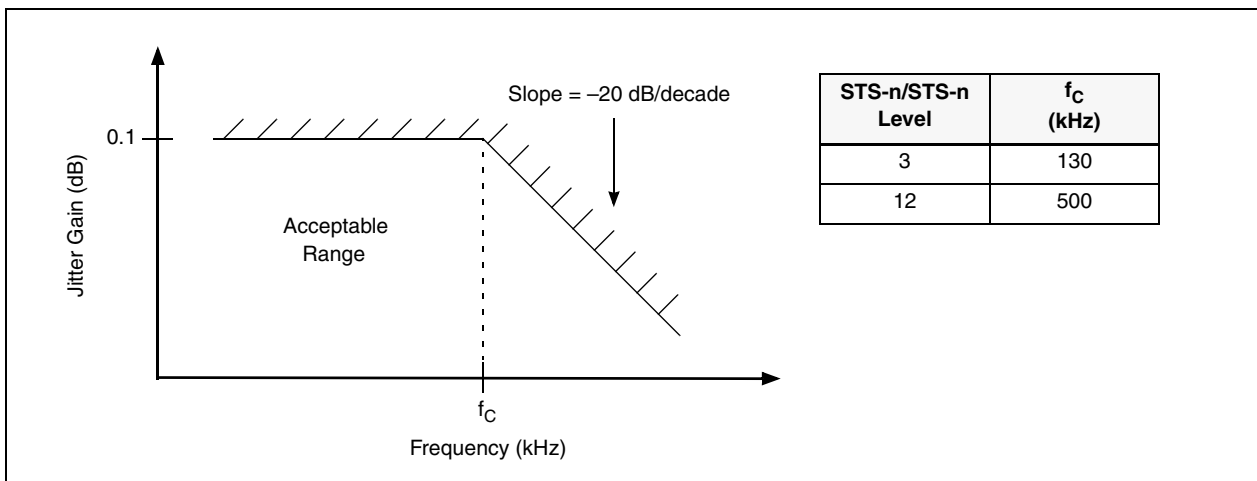 Slope = –20 dB/decade
0.1
Jitter Gain (dB)
Acceptable
Range
fC
Frequency (kHz)
STS-n/STS-n Level fC (kHz)
3 130
12 500